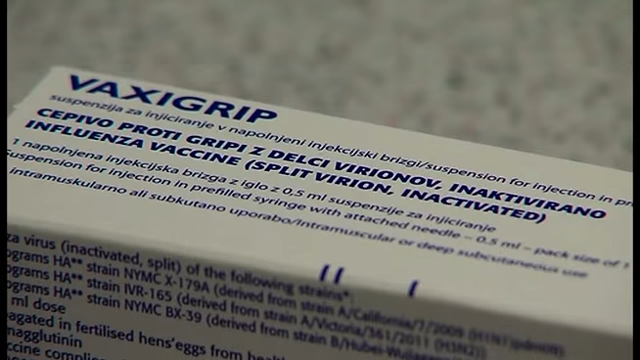 VAXIGRIP
suspenzija za injiciranje v napolnjeni injekcijski brizgi/suspension for injection in pr
CEPIVO PROTI GRIPI Z DELCI VIRIONOV, INAKTIVIRANO
INFLUENZA VACCINE (SPLIT VIRION, INACTIVATED)
1 napolnjena injekcijska brizga z iglo z 0.5 ml suspenzije za injiciranje
Suspension for injection in prefilled syringe with attached needle – 0.5 ml – pack size of 1
intramuskularno ali subkutano uporabo/Intramuscular or deep subcutaneous use
za virus (inactivated, split) of the following strains*:
ograms HA** strain NYMC X-179A (derived from strain A/California/7/2009 (H1N1)pdm09)
ograms HA** strain IVR-165 (derived from strain A/Victoria/361/2011 (H3N2))
ograms HA** strain NYMC BX-39 (derived from strain B/Hubei-Wujiagang
ml dose
agated in fertilised hens' eggs from heal
nagglutinin
ccine complies